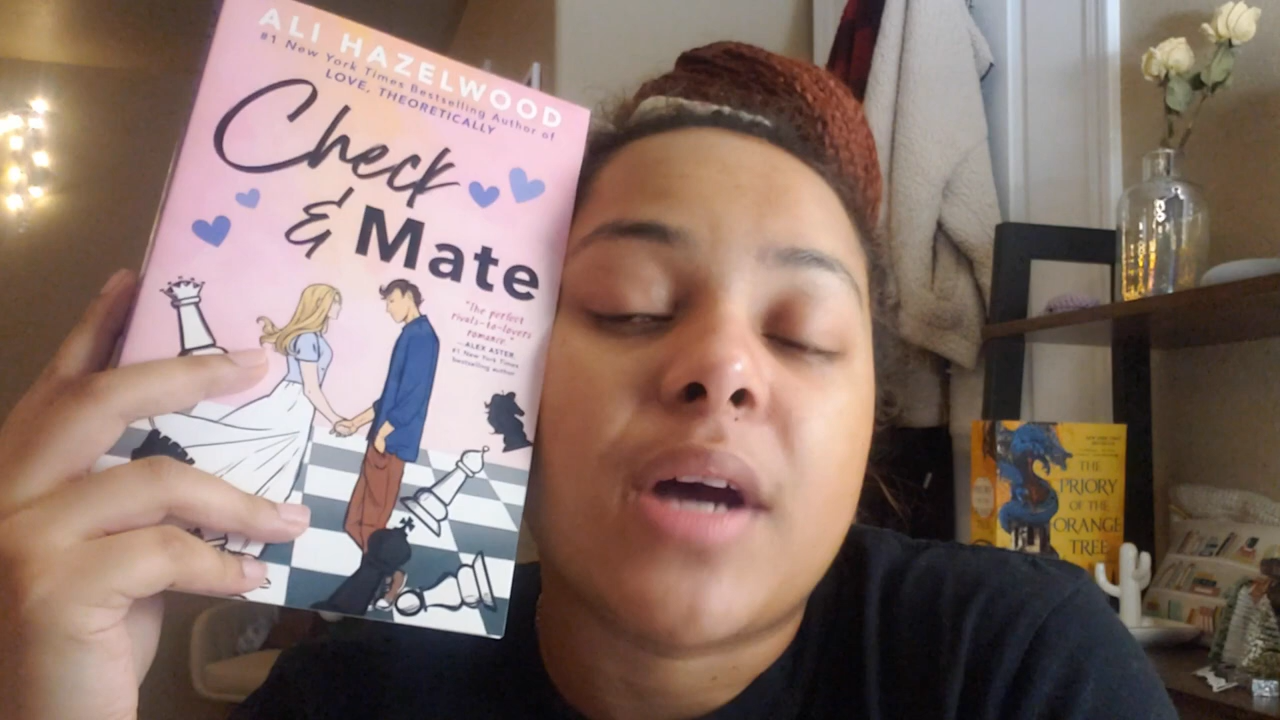 ALI HAZELWOOD
#1 New York Times Bestselling Author of
LOVE, THEORETICALLY
Check
& Mate
"The perfect
rivals-to-lovers
romance."
—ALEX ASTER,
#1 New York Times
bestselling author
THE
PRIORY
OF THE
ORANGE
TREE